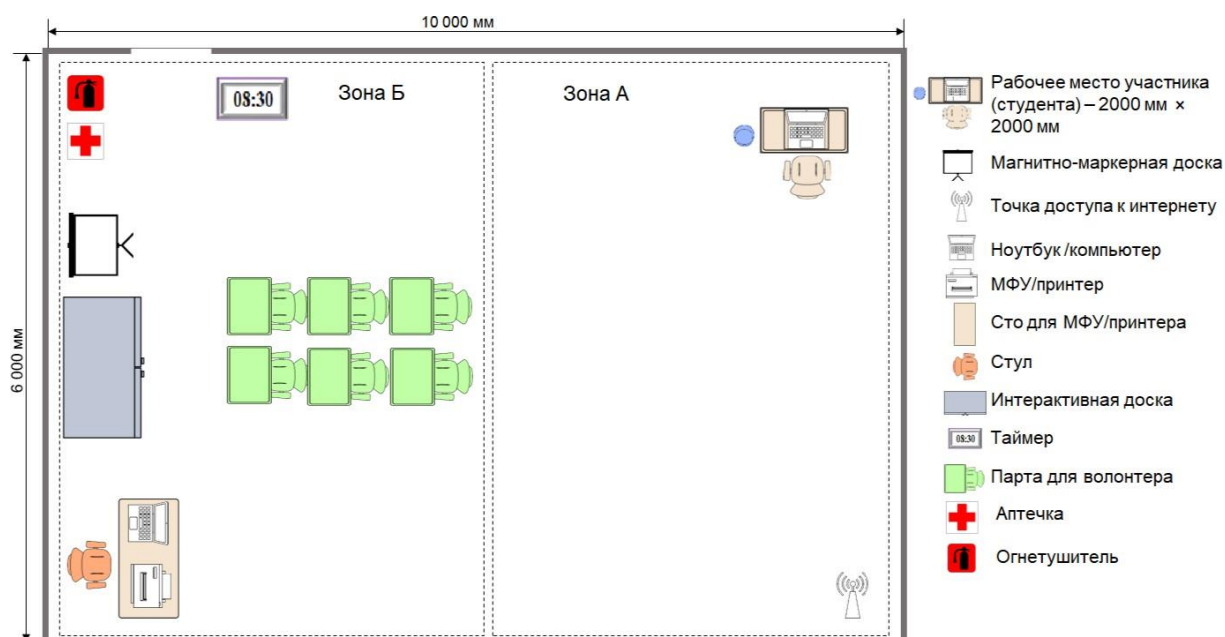 10 000 мм
6 000 мм
08:30
Зона Б
Зона А
Рабочее место участника
(студента) – 2000 мм ×
2000 мм
Магнитно-маркерная доска
Точка доступа к интернету
Ноутбук /компьютер
МФУ/принтер
Сто для МФУ/принтера
Стул
Интерактивная доска
08:30
Таймер
Парта для волонтера
Аптечка
Огнетушитель